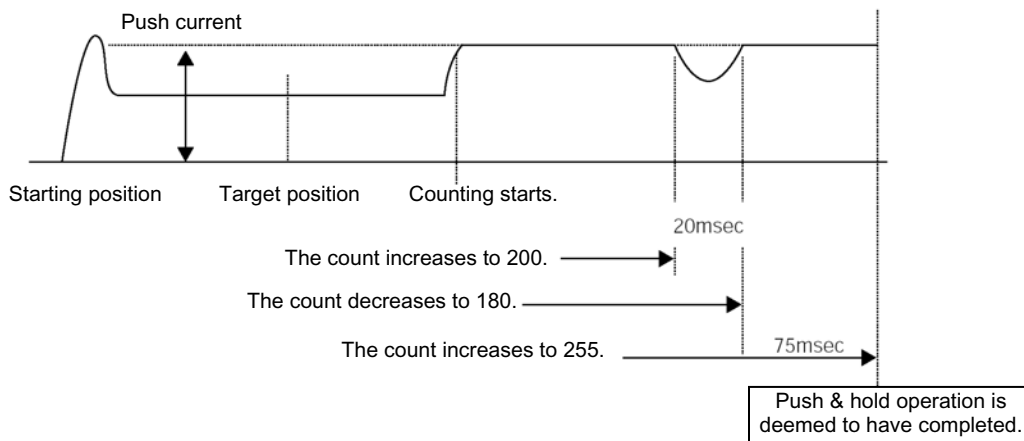 Push current
Starting position
Target position
Counting starts.
20msec
The count increases to 200.
The count decreases to 180.
The count increases to 255.
75msec
Push & hold operation is
deemed to have completed.